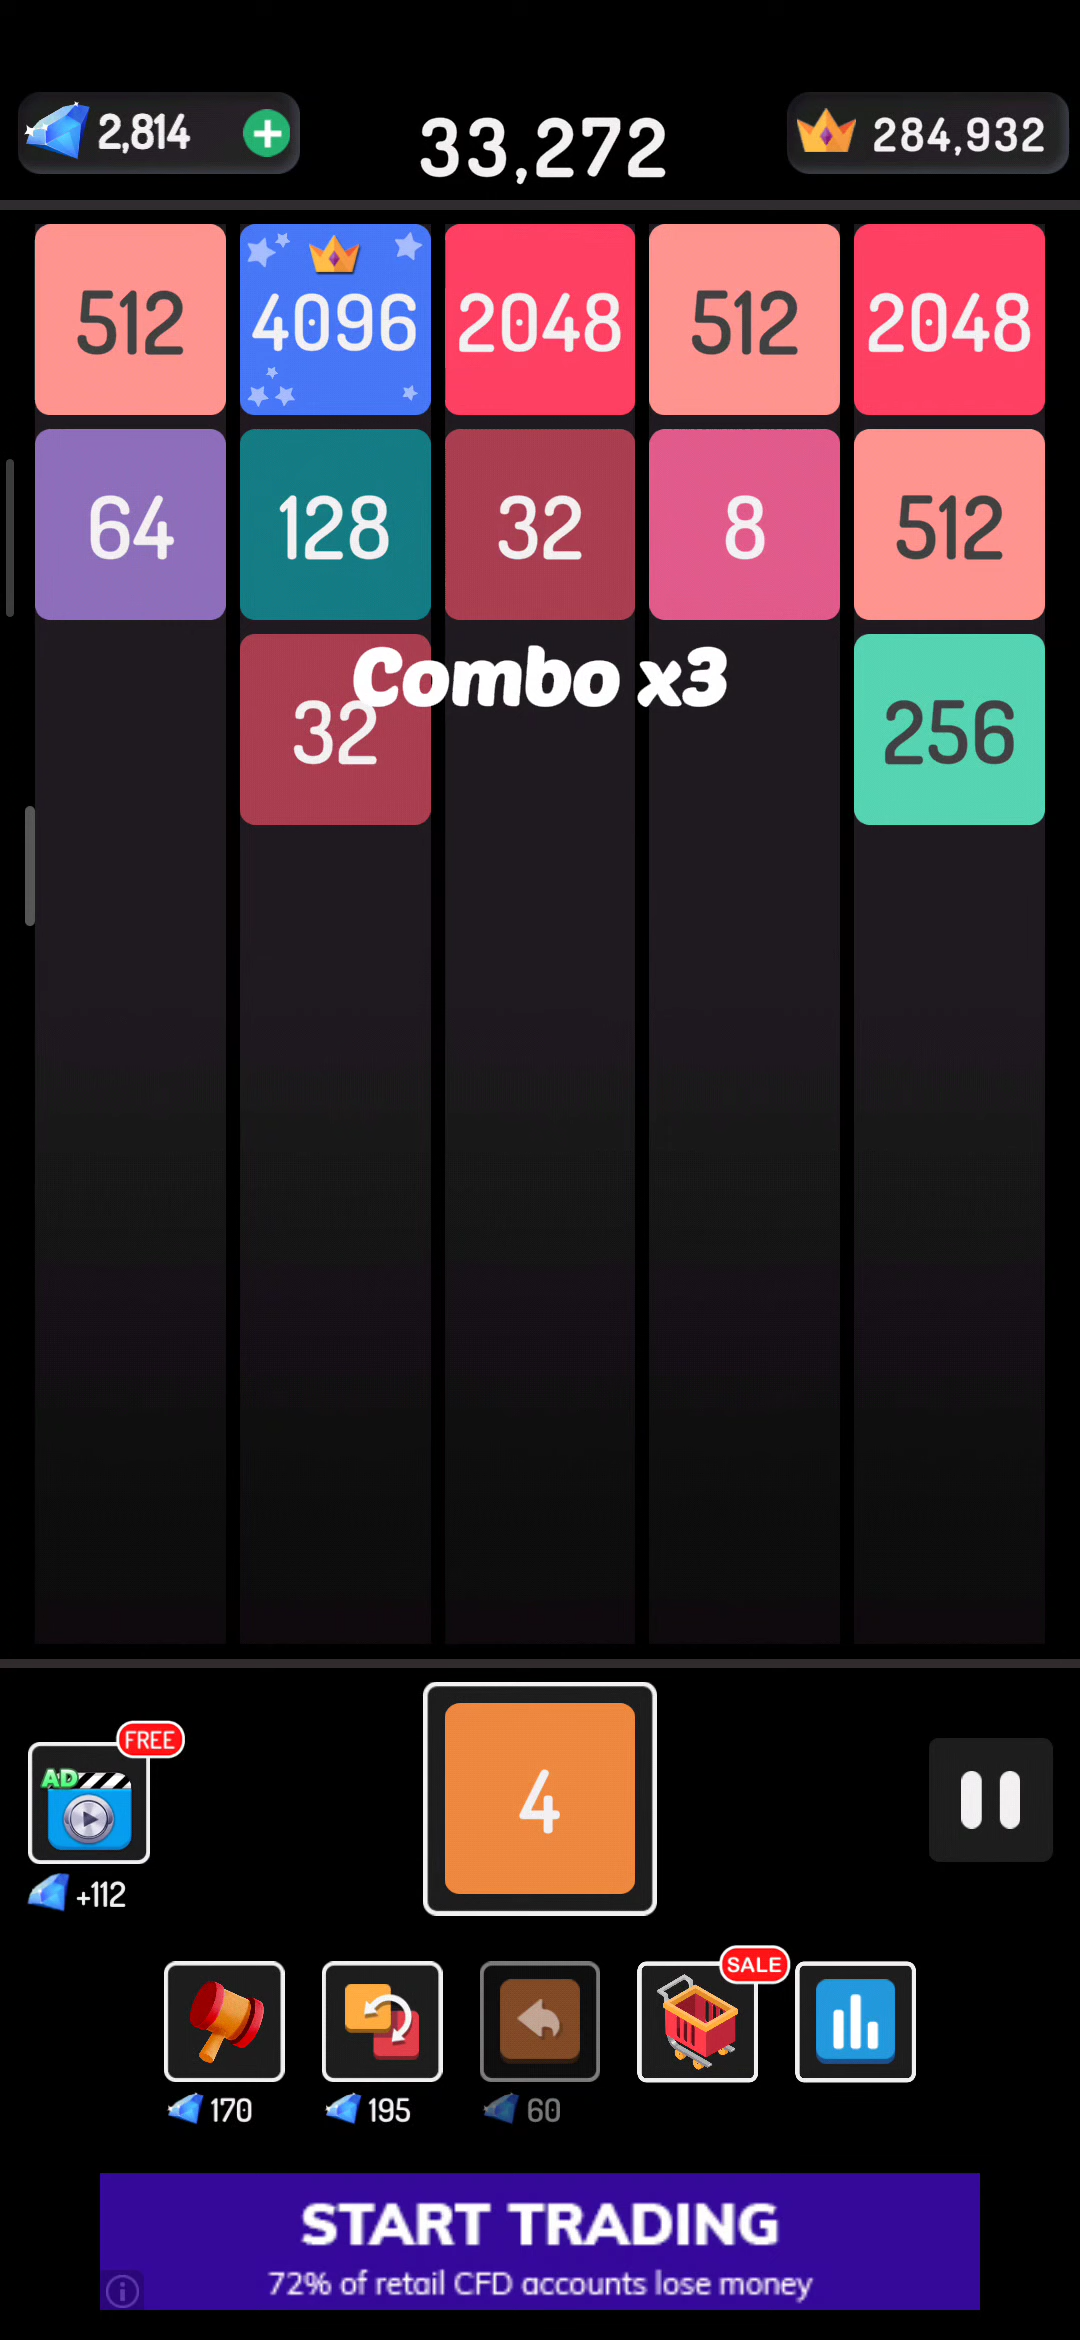 2,814
33,272
284,932
512 4096 2048 512 2048
64 128 32 8 512
Combo x3
32 256
FREE
4
AD
+112
SALE
170 195 60
START TRADING
72% of retail CFD accounts lose money